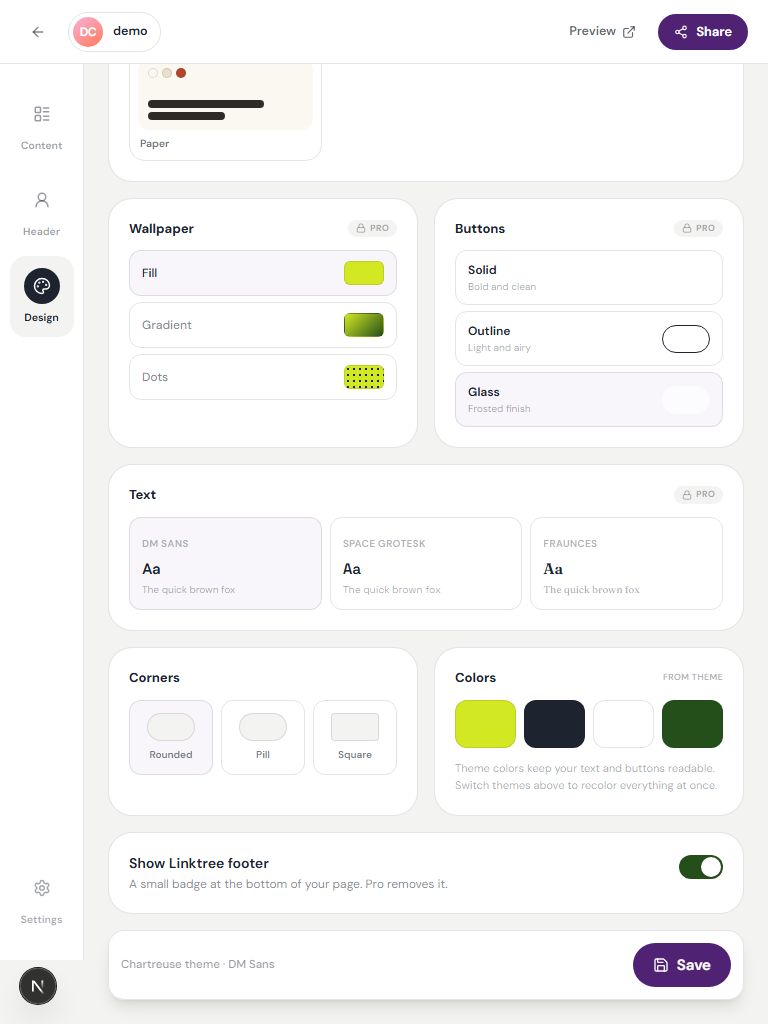 DC demo
Preview
Share
Content
Header
Design
Settings
N
Paper
Wallpaper
PRO
Fill
Gradient
Dots
Buttons
PRO
Solid
Bold and clean
Outline
Light and airy
Glass
Frosted finish
Text
PRO
DM SANS
Aa
The quick brown fox
SPACE GROTESK
Aa
The quick brown fox
FRAUNCES
Aa
The quick brown fox
Corners
Rounded
Pill
Square
Colors
FROM THEME
Theme colors keep your text and buttons readable.
Switch themes above to recolor everything at once.
Show Linktree footer
A small badge at the bottom of your page. Pro removes it.
Chartreuse theme · DM Sans
Save